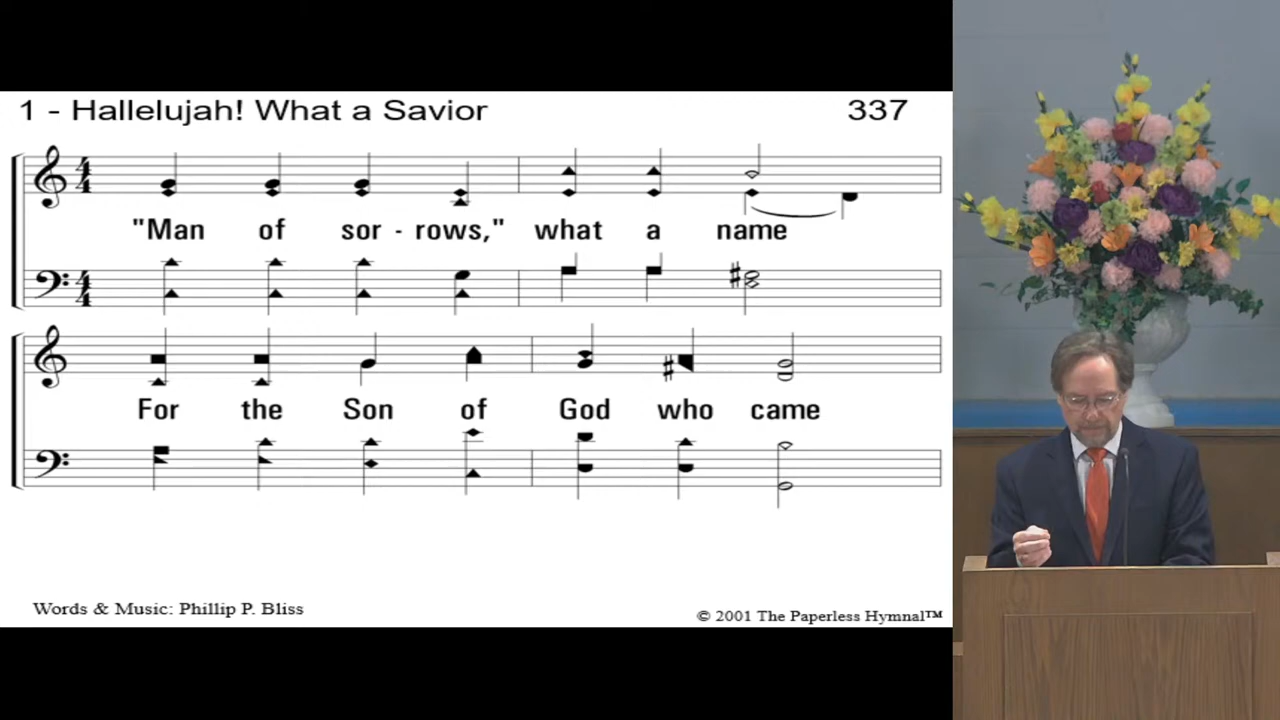 1 - Hallelujah! What a Savior 337
"Man of sor - rows," what a name
For the Son of God who came
Words & Music: Phillip P. Bliss
© 2001 The Paperless Hymnal™